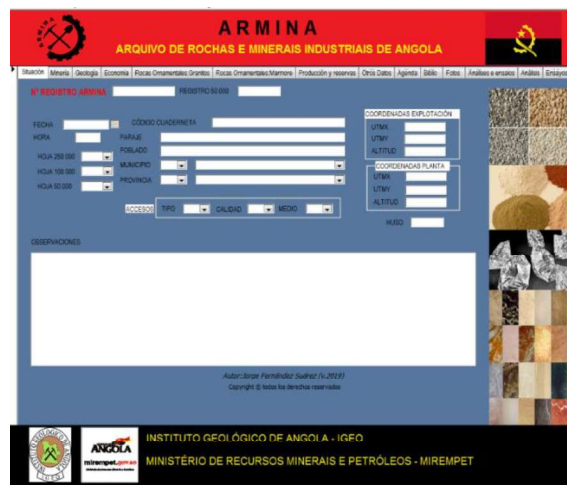 ARMINA
ARQUIVO DE ROCHAS E MINERAIS INDUSTRIAIS DE ANGOLA
Situación Minería Geología Economía Rocas Ornamentales:Granitos Rocas Ornamentales:Marmore Producción y reservas Otros Datos Agenda Biblio Fotos Análises e ensaios Análisis Ensayos
Nº REGISTRO ARMINA REGISTRO 50.000
FECHA CÓDIGO CUADERNETA
HORA PARAJE
POBLADO
HOJA 250.000
HOJA 100.000 MUNICIPIO
HOJA 50.000 PROVINCIA
COORDENADAS EXPLOTACIÓN
UTMX
UTMY
ALTITUD
COORDENADAS PLANTA
UTMX
UTMY
ALTITUD
HUSO
ACCESOS TIPO CALIDAD MEDIO
OBSERVACIONES
Autor: Jorge Fernández Suárez (v.2019)
Copyright @ todos los derechos reservados
ANGOLA
mirempet.gov.ao
INSTITUTO GEOLÓGICO DE ANGOLA - IGEO
MINISTÉRIO DE RECURSOS MINERAIS E PETRÓLEOS - MIREMPET